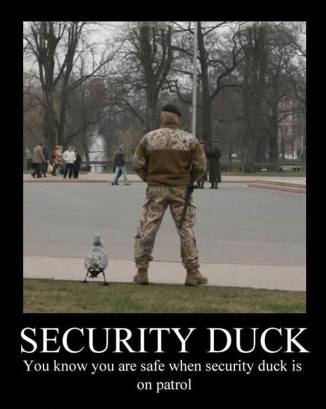 SECURITY DUCK
You know you are safe when security duck is
on patrol